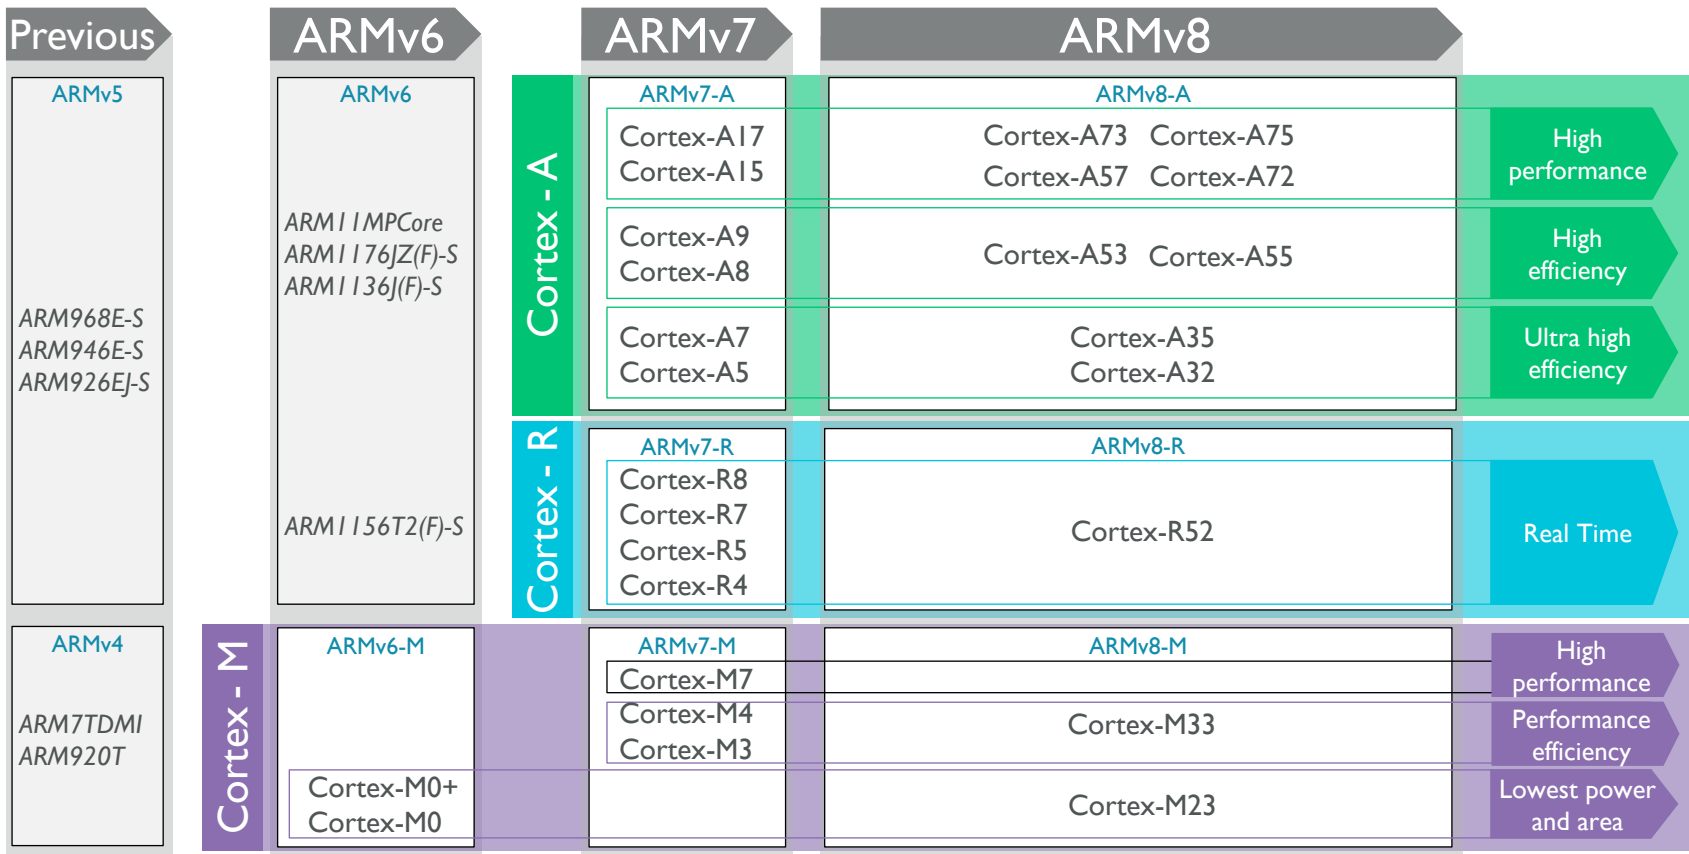 Previous
ARMv6
ARMv7
ARMv8
ARMv5
ARM968E-S
ARM946E-S
ARM926EJ-S
ARMv4
ARM7TDMI
ARM920T
ARMv6
ARM11MPCore
ARM1176JZ(F)-S
ARM1136J(F)-S
ARM1156T2(F)-S
Cortex - A
ARMv7-A
ARMv8-A
Cortex-A17
Cortex-A15
Cortex-A73 Cortex-A75
Cortex-A57 Cortex-A72
High
performance
Cortex-A9
Cortex-A8
Cortex-A53 Cortex-A55
High
efficiency
Cortex-A7
Cortex-A5
Cortex-A35
Cortex-A32
Ultra high
efficiency
Cortex - R
ARMv7-R
ARMv8-R
Cortex-R8
Cortex-R7
Cortex-R5
Cortex-R4
Cortex-R52
Real Time
Cortex - M
ARMv6-M
ARMv7-M
ARMv8-M
Cortex-M7
High
performance
Cortex-M4
Cortex-M3
Cortex-M33
Performance
efficiency
Cortex-M0+
Cortex-M0
Cortex-M23
Lowest power
and area